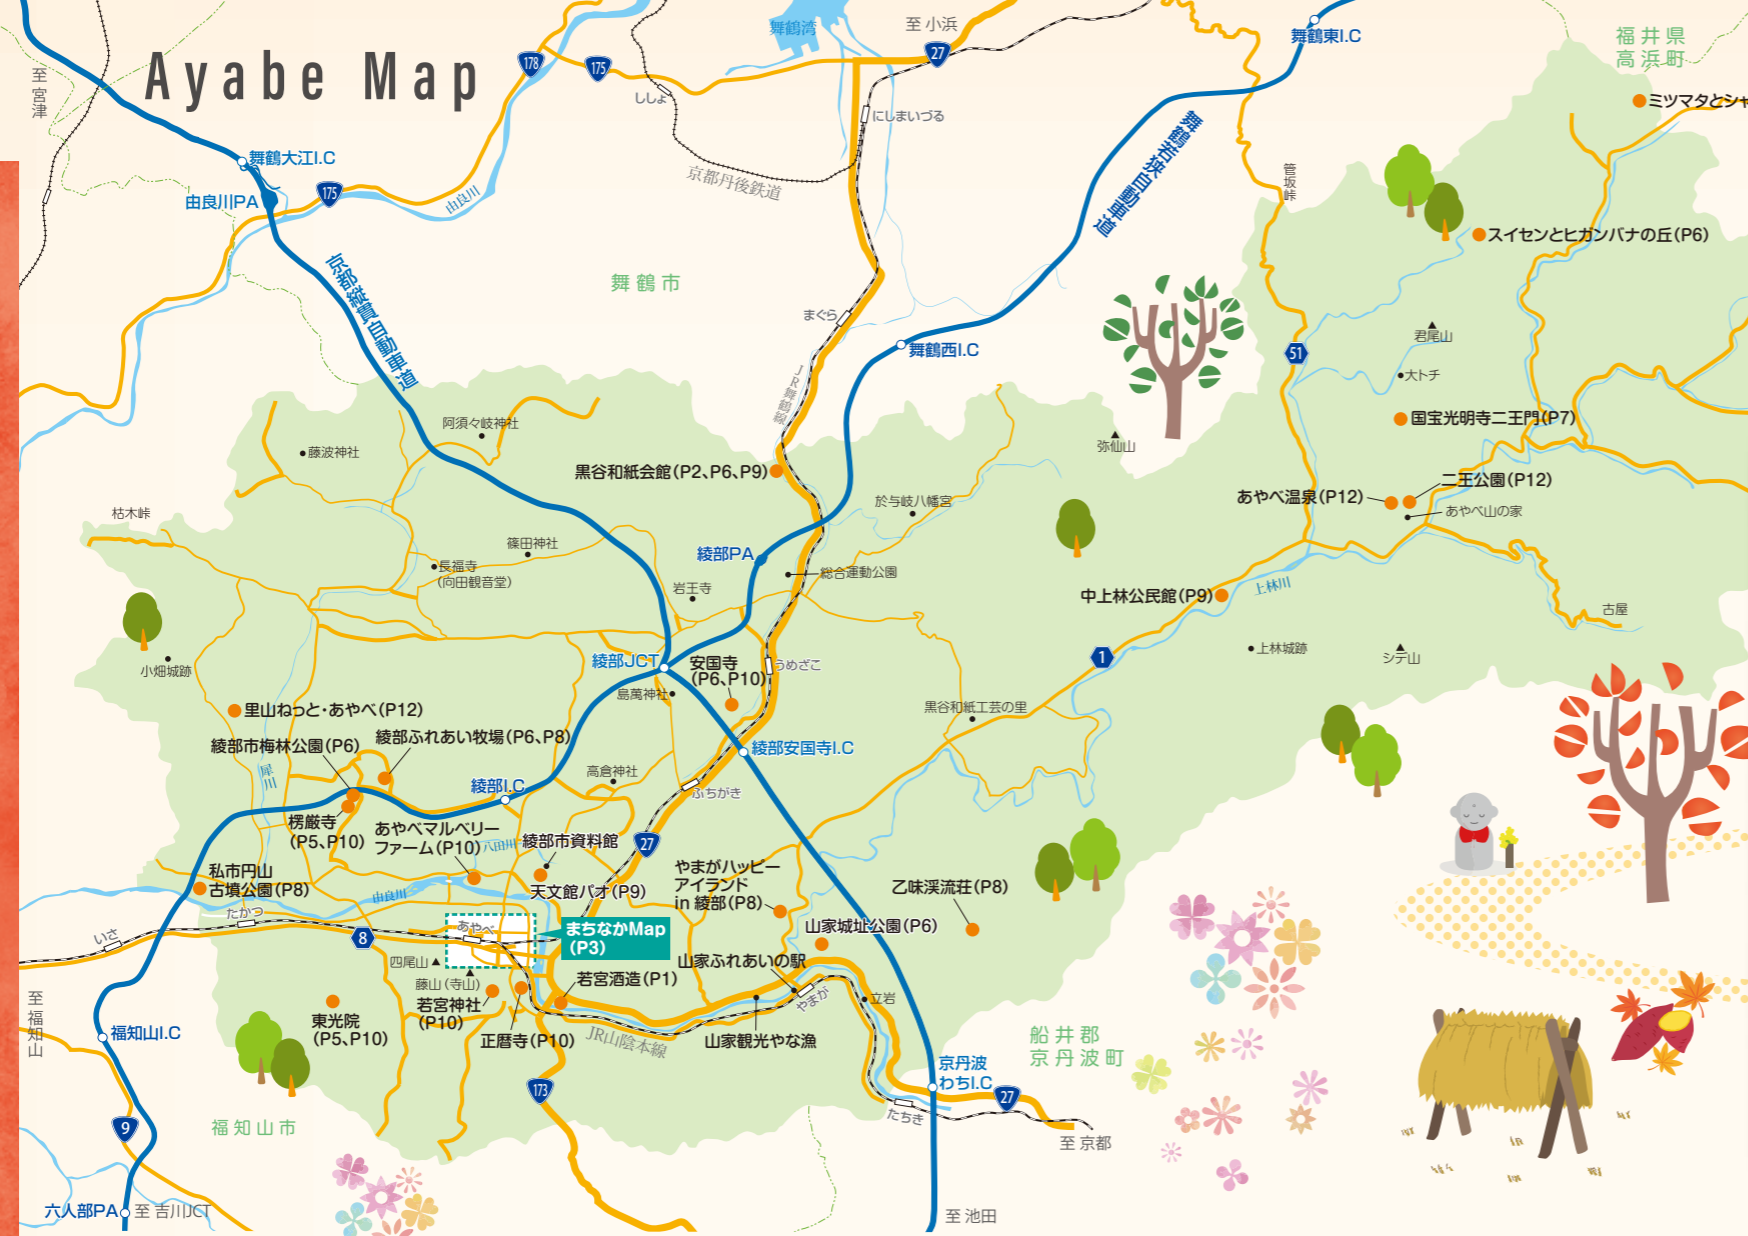 Ayabe Map
至 宮津
178
175
舞鶴湾
至 小浜
27
舞鶴東I.C
福井県
高浜町
ししょ
にしまいづる
ミツマタとシャ
舞鶴大江I.C
由良川PA
175
由良川
京都丹後鉄道
舞鶴若狭自動車道
管坂峠
スイセンとヒガンバナの丘(P6)
京都縦貫自動車道
舞鶴市
まぐら
舞鶴西I.C
51
君尾山
大トチ
JR舞鶴線
国宝光明寺二王門(P7)
藤波神社
阿須々岐神社
弥仙山
黒谷和紙会館(P2、P6、P9)
二王公園(P12)
あやべ温泉(P12)
あやべ山の家
於与岐八幡宮
枯木峠
篠田神社
長福寺
(向田観音堂)
綾部PA
総合運動公園
岩王寺
中上林公民館(P9)
上林川
古屋
小畑城跡
綾部JCT
安国寺
(P6、P10)
うめざこ
1
上林城跡
シデ山
島萬神社
里山ねっと・あやべ(P12)
黒谷和紙工芸の里
綾部市梅林公園(P6)
綾部ふれあい牧場(P6、P8)
綾部安国寺I.C
犀川
綾部I.C
高倉神社
ふちがき
楞厳寺
(P5、P10)
あやべマルベリー
ファーム(P10)
八田川
綾部市資料館
27
私市円山
古墳公園(P8)
由良川
天文館パオ(P9)
やまがハッピー
アイランド
in 綾部(P8)
乙味渓流荘(P8)
たかつ
いさ
8
あやべ
まちなかMap
(P3)
山家城址公園(P6)
四尾山
藤山(寺山)
若宮酒造(P1)
山家ふれあいの駅
至 福知山
若宮神社
(P10)
やまが
立岩
東光院
(P5、P10)
正暦寺(P10)
JR山陰本線
山家観光やな漁
福知山I.C
船井郡
京丹波町
京丹波
わちI.C
173
27
たちき
9
福知山市
至 京都
六人部PA
至 吉川JCT
至 池田